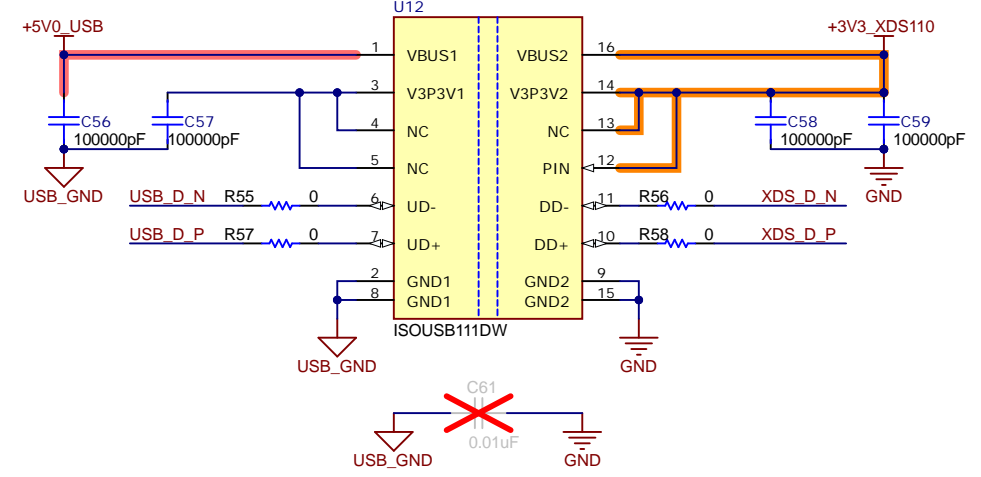 U12
+5V0_USB
+3V3_XDS110
1 VBUS1 VBUS2 16
3 V3P3V1 V3P3V2 14
C56 C57 C58 C59
100000pF 100000pF 100000pF 100000pF
4 NC NC 13
5 NC PIN 12
USB_GND GND
USB_D_N R55 0 6 UD- DD- 11 R56 0 XDS_D_N
USB_D_P R57 0 7 UD+ DD+ 10 R58 0 XDS_D_P
2 GND1 GND2 9
8 GND1 GND2 15
ISOUSB111DW
USB_GND GND
C61
0.01uF
USB_GND GND